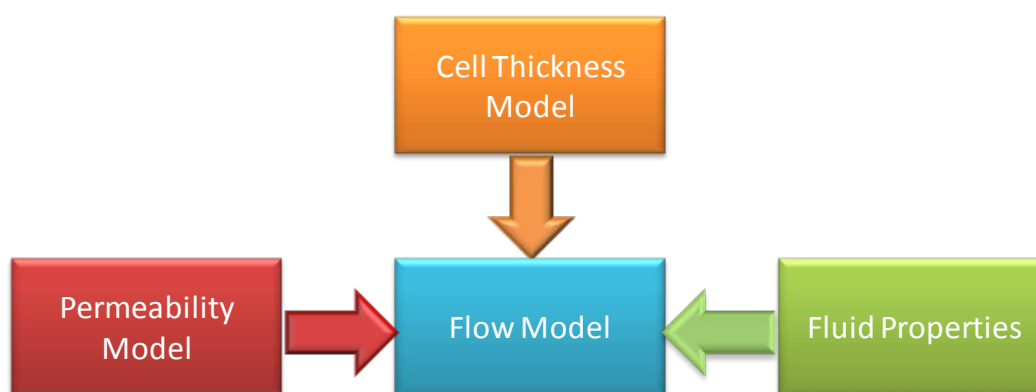 Cell Thickness
Model
Permeability
Model
Flow Model
Fluid Properties